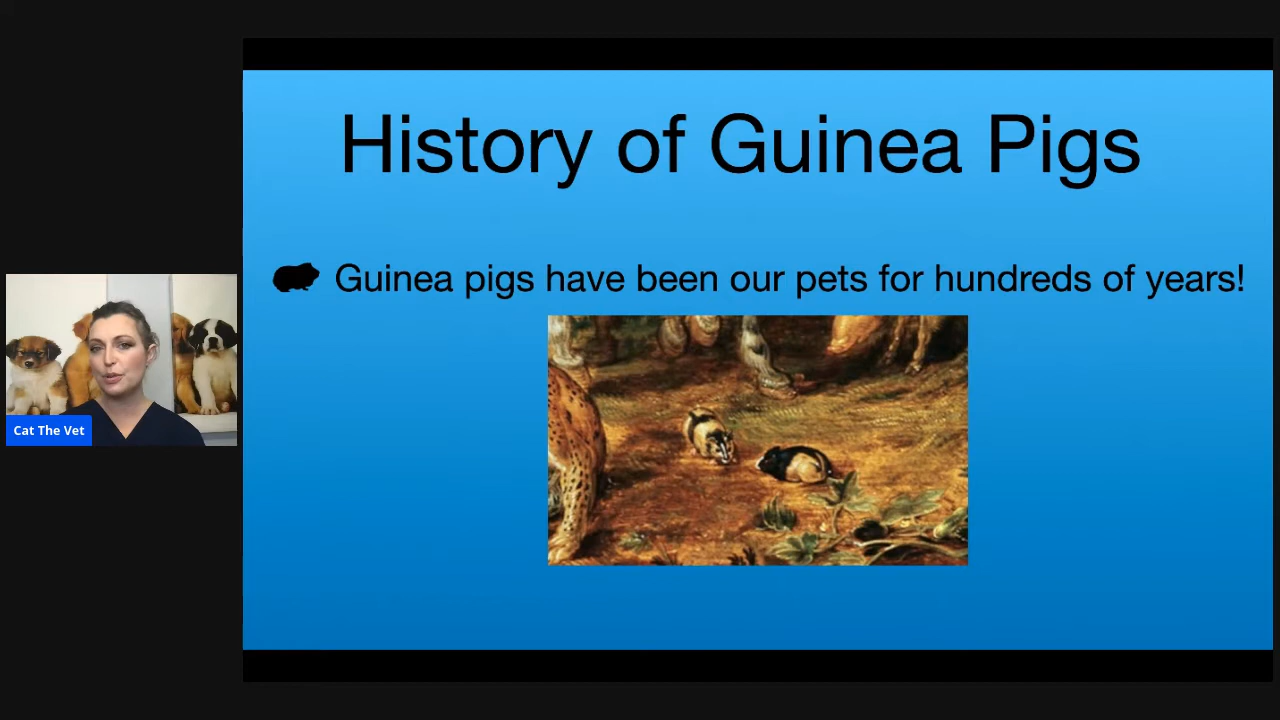 History of Guinea Pigs
Guinea pigs have been our pets for hundreds of years!
Cat The Vet